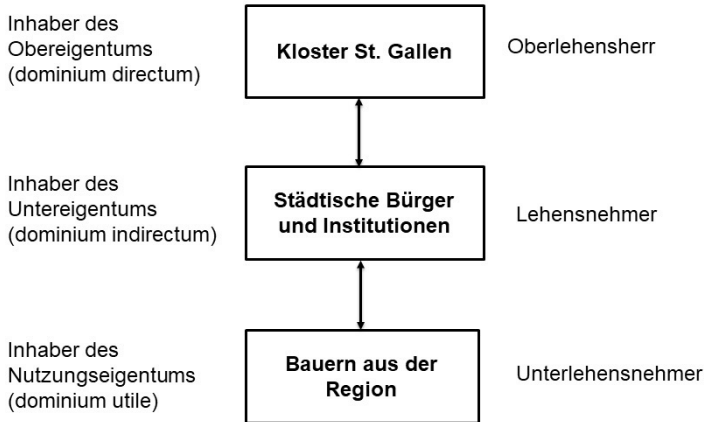 Inhaber des
Obereigentums
(dominium directum)
Kloster St. Gallen
Oberlehensherr
Inhaber des
Untereigentums
(dominium indirectum)
Städtische Bürger
und Institutionen
Lehensnehmer
Inhaber des
Nutzungseigentums
(dominium utile)
Bauern aus der
Region
Unterlehensnehmer